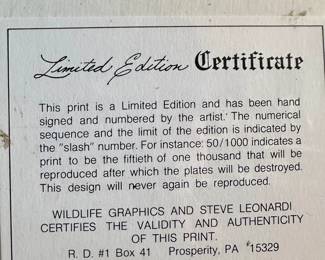 Limited Edition Certificate
This print is a Limited Edition and has been hand
signed and numbered by the artist. The numerical
sequence and the limit of the edition is indicated by
the "slash" number. For instance: 50/1000 indicates a
print to be the fiftieth of one thousand that will be
reproduced after which the plates will be destroyed.
This design will never again be reproduced.
WILDLIFE GRAPHICS AND STEVE LEONARDI
CERTIFIES THE VALIDITY AND AUTHENTICITY
OF THIS PRINT.
R. D. #1 Box 41 Prosperity, PA 15329